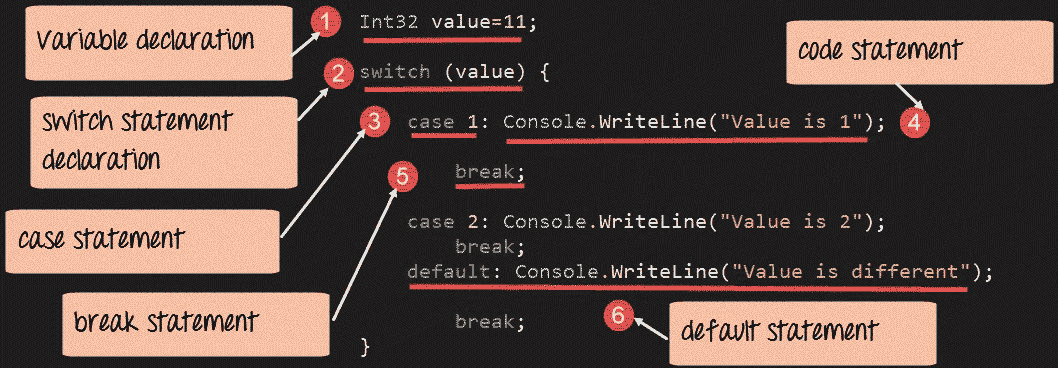 Variable declaration
1
Int32 value=11;
code statement
2
switch (value) {
switch statement
declaration
3
case 1: Console.WriteLine("Value is 1");
4
5
break;
case statement
case 2: Console.WriteLine("Value is 2");
break;
default: Console.WriteLine("Value is different");
break statement
break;
6
default statement
}